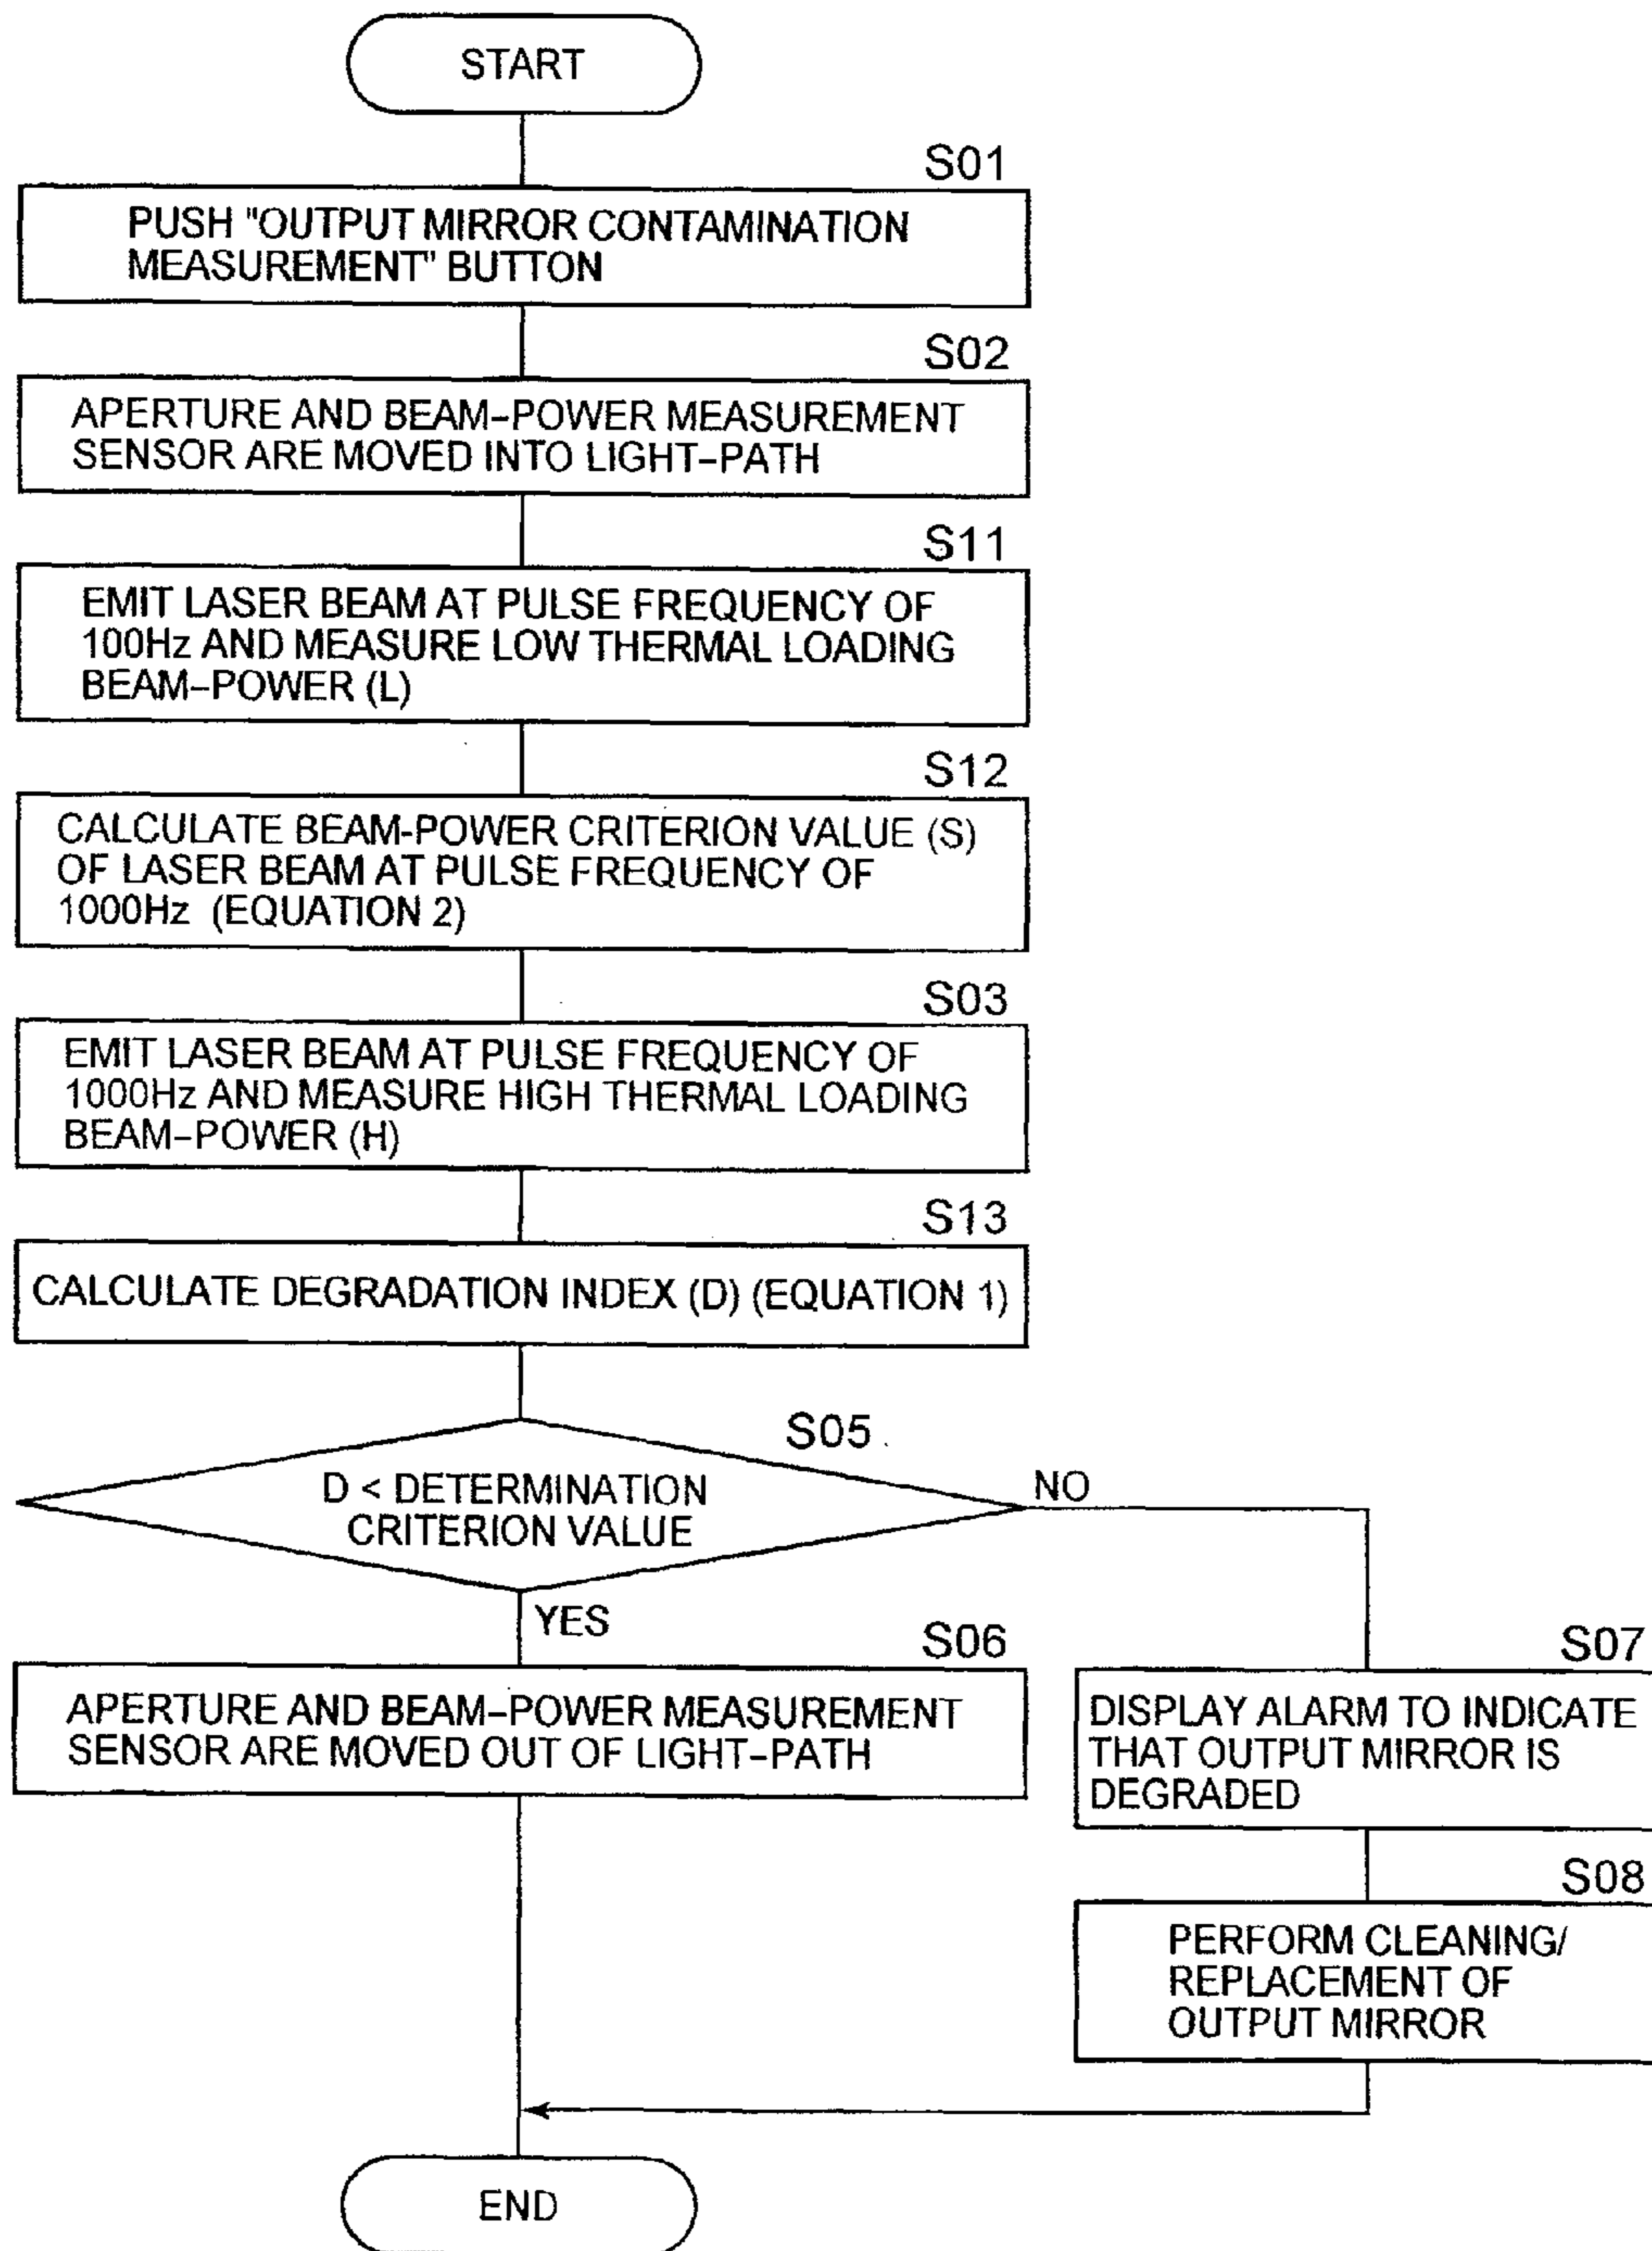 START
S01
PUSH "OUTPUT MIRROR CONTAMINATION
MEASUREMENT" BUTTON
S02
APERTURE AND BEAM-POWER MEASUREMENT
SENSOR ARE MOVED INTO LIGHT-PATH
S11
EMIT LASER BEAM AT PULSE FREQUENCY OF
100Hz AND MEASURE LOW THERMAL LOADING
BEAM-POWER (L)
S12
CALCULATE BEAM-POWER CRITERION VALUE (S)
OF LASER BEAM AT PULSE FREQUENCY OF
1000Hz (EQUATION 2)
S03
EMIT LASER BEAM AT PULSE FREQUENCY OF
1000Hz AND MEASURE HIGH THERMAL LOADING
BEAM-POWER (H)
S13
CALCULATE DEGRADATION INDEX (D) (EQUATION 1)
S05
D < DETERMINATION
CRITERION VALUE
NO
YES
S06
APERTURE AND BEAM-POWER MEASUREMENT
SENSOR ARE MOVED OUT OF LIGHT-PATH
S07
DISPLAY ALARM TO INDICATE
THAT OUTPUT MIRROR IS
DEGRADED
S08
PERFORM CLEANING/
REPLACEMENT OF
OUTPUT MIRROR
END